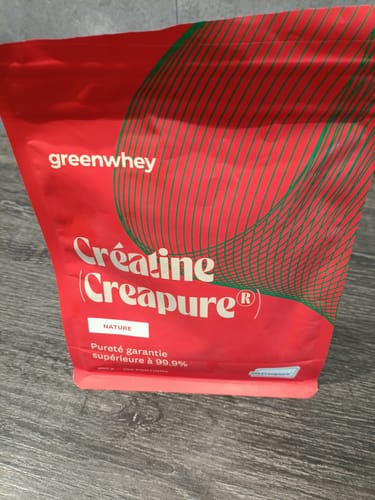 greenwhey
Créatine
(Creapure®)
NATURE
Pureté garantie
supérieure à 99.9%